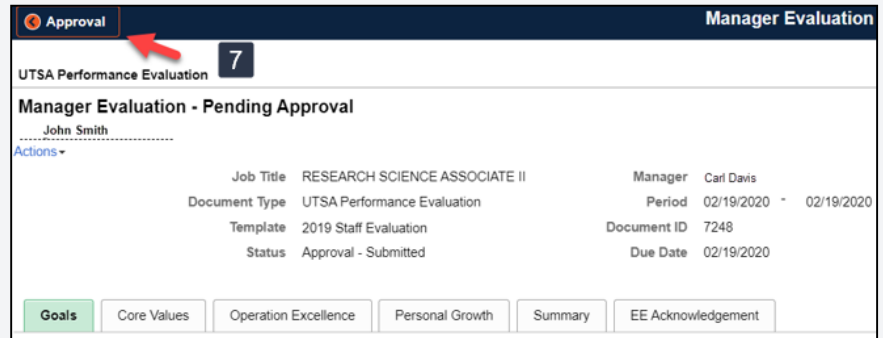 Approval Manager Evaluation
7
UTSA Performance Evaluation
Manager Evaluation - Pending Approval
John Smith
Actions
Job Title RESEARCH SCIENCE ASSOCIATE II Manager Carl Davis
Document Type UTSA Performance Evaluation Period 02/19/2020 - 02/19/2020
Template 2019 Staff Evaluation Document ID 7248
Status Approval - Submitted Due Date 02/19/2020
Goals Core Values Operation Excellence Personal Growth Summary EE Acknowledgement